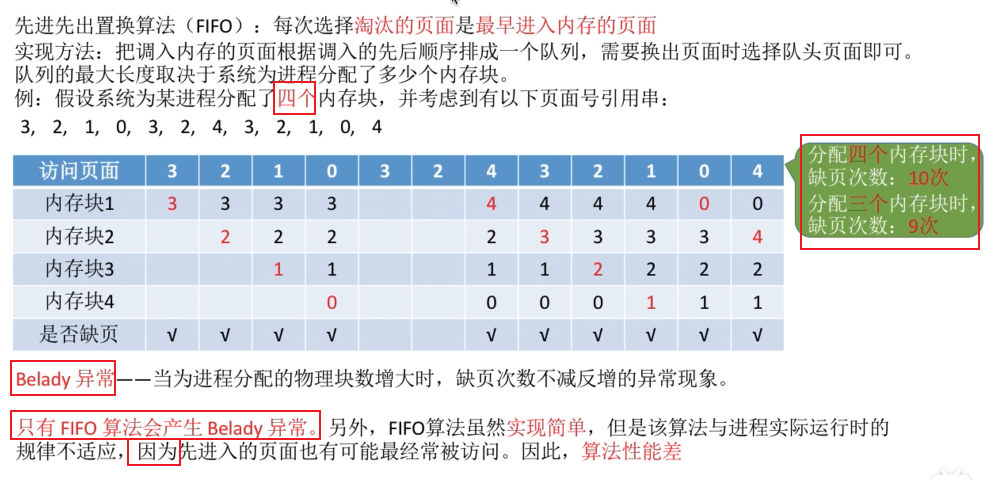 先进先出置换算法（FIFO）：每次选择淘汰的页面是最早进入内存的页面
实现方法：把调入内存的页面根据调入的先后顺序排成一个队列，需要换出页面时选择队头页面即可。
队列的最大长度取决于系统为进程分配了多少个内存块。
例：假设系统为某进程分配了四个内存块，并考虑到有以下页面号引用串：
3, 2, 1, 0, 3, 2, 4, 3, 2, 1, 0, 4
访问页面 3 2 1 0 3 2 4 3 2 1 0 4
内存块1 3 3 3 3 4 4 4 4 0 0
内存块2 2 2 2 2 3 3 3 3 4
内存块3 1 1 1 1 2 2 2 2
内存块4 0 0 0 0 1 1 1
是否缺页 √ √ √ √ √ √ √ √ √ √
分配四个内存块时，
缺页次数：10次
分配三个内存块时，
缺页次数：9次
Belady 异常——当为进程分配的物理块数增大时，缺页次数不减反增的异常现象。
只有 FIFO 算法会产生 Belady 异常。另外，FIFO算法虽然实现简单，但是该算法与进程实际运行时的
规律不适应，因为先进入的页面也有可能最经常被访问。因此，算法性能差